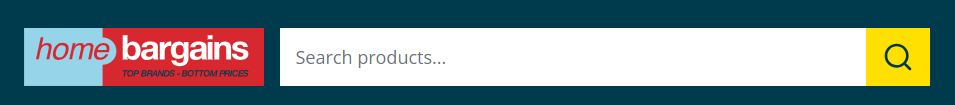 home bargains
TOP BRANDS - BOTTOM PRICES
Search products...